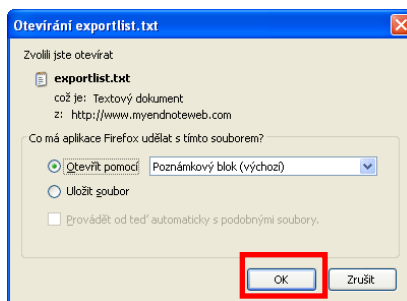 Otevírání exportlist.txt
Zvolili jste otevírat
exportlist.txt
což je: Textový dokument
z: http://www.myendnoteweb.com
Co má aplikace Firefox udělat s tímto souborem?
Otevřít pomocí Poznámkový blok (výchozí)
Uložit soubor
Provádět od teď automaticky s podobnými soubory.
OK Zrušit